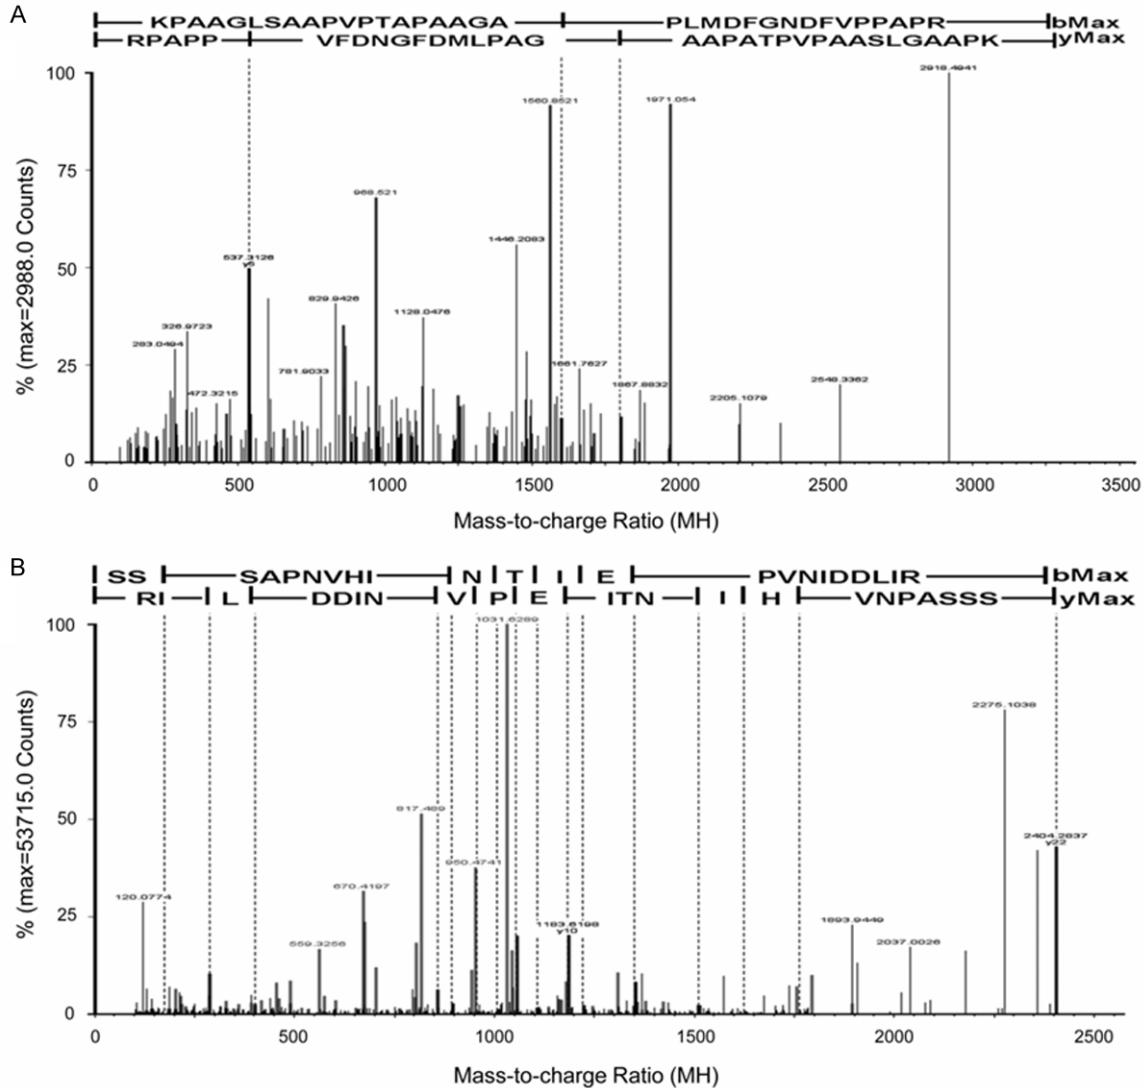 A
KPAAGLSAAPVPTAPAAGA PLMDFGNDFVPPAPR bMax
RPAPP VFDNGFDMLPAG AAPATPVPAASLGAAPK yMax
% (max=2988.0 Counts)
100
75
50
25
0
2918.4941
1560.8521
1971.054
968.521
1446.2083
537.3126
y5
829.9426
1128.0476
326.9723
283.0494
781.9033
472.3215
1661.7627
1867.8832
2205.1079
2548.3362
0 500 1000 1500 2000 2500 3000 3500
Mass-to-charge Ratio (MH)
B
SS SAPNVHI N T I E PVNIDDLIR bMax
RI L DDIN V P E ITN I H VNPASSS yMax
% (max=53715.0 Counts)
100
75
50
25
0
1031.6289
2275.1038
817.489
2404.2837
y22
950.4741
670.4197
120.0774
559.3256
1183.6198
y10
1893.9449
2037.0026
0 500 1000 1500 2000 2500
Mass-to-charge Ratio (MH)